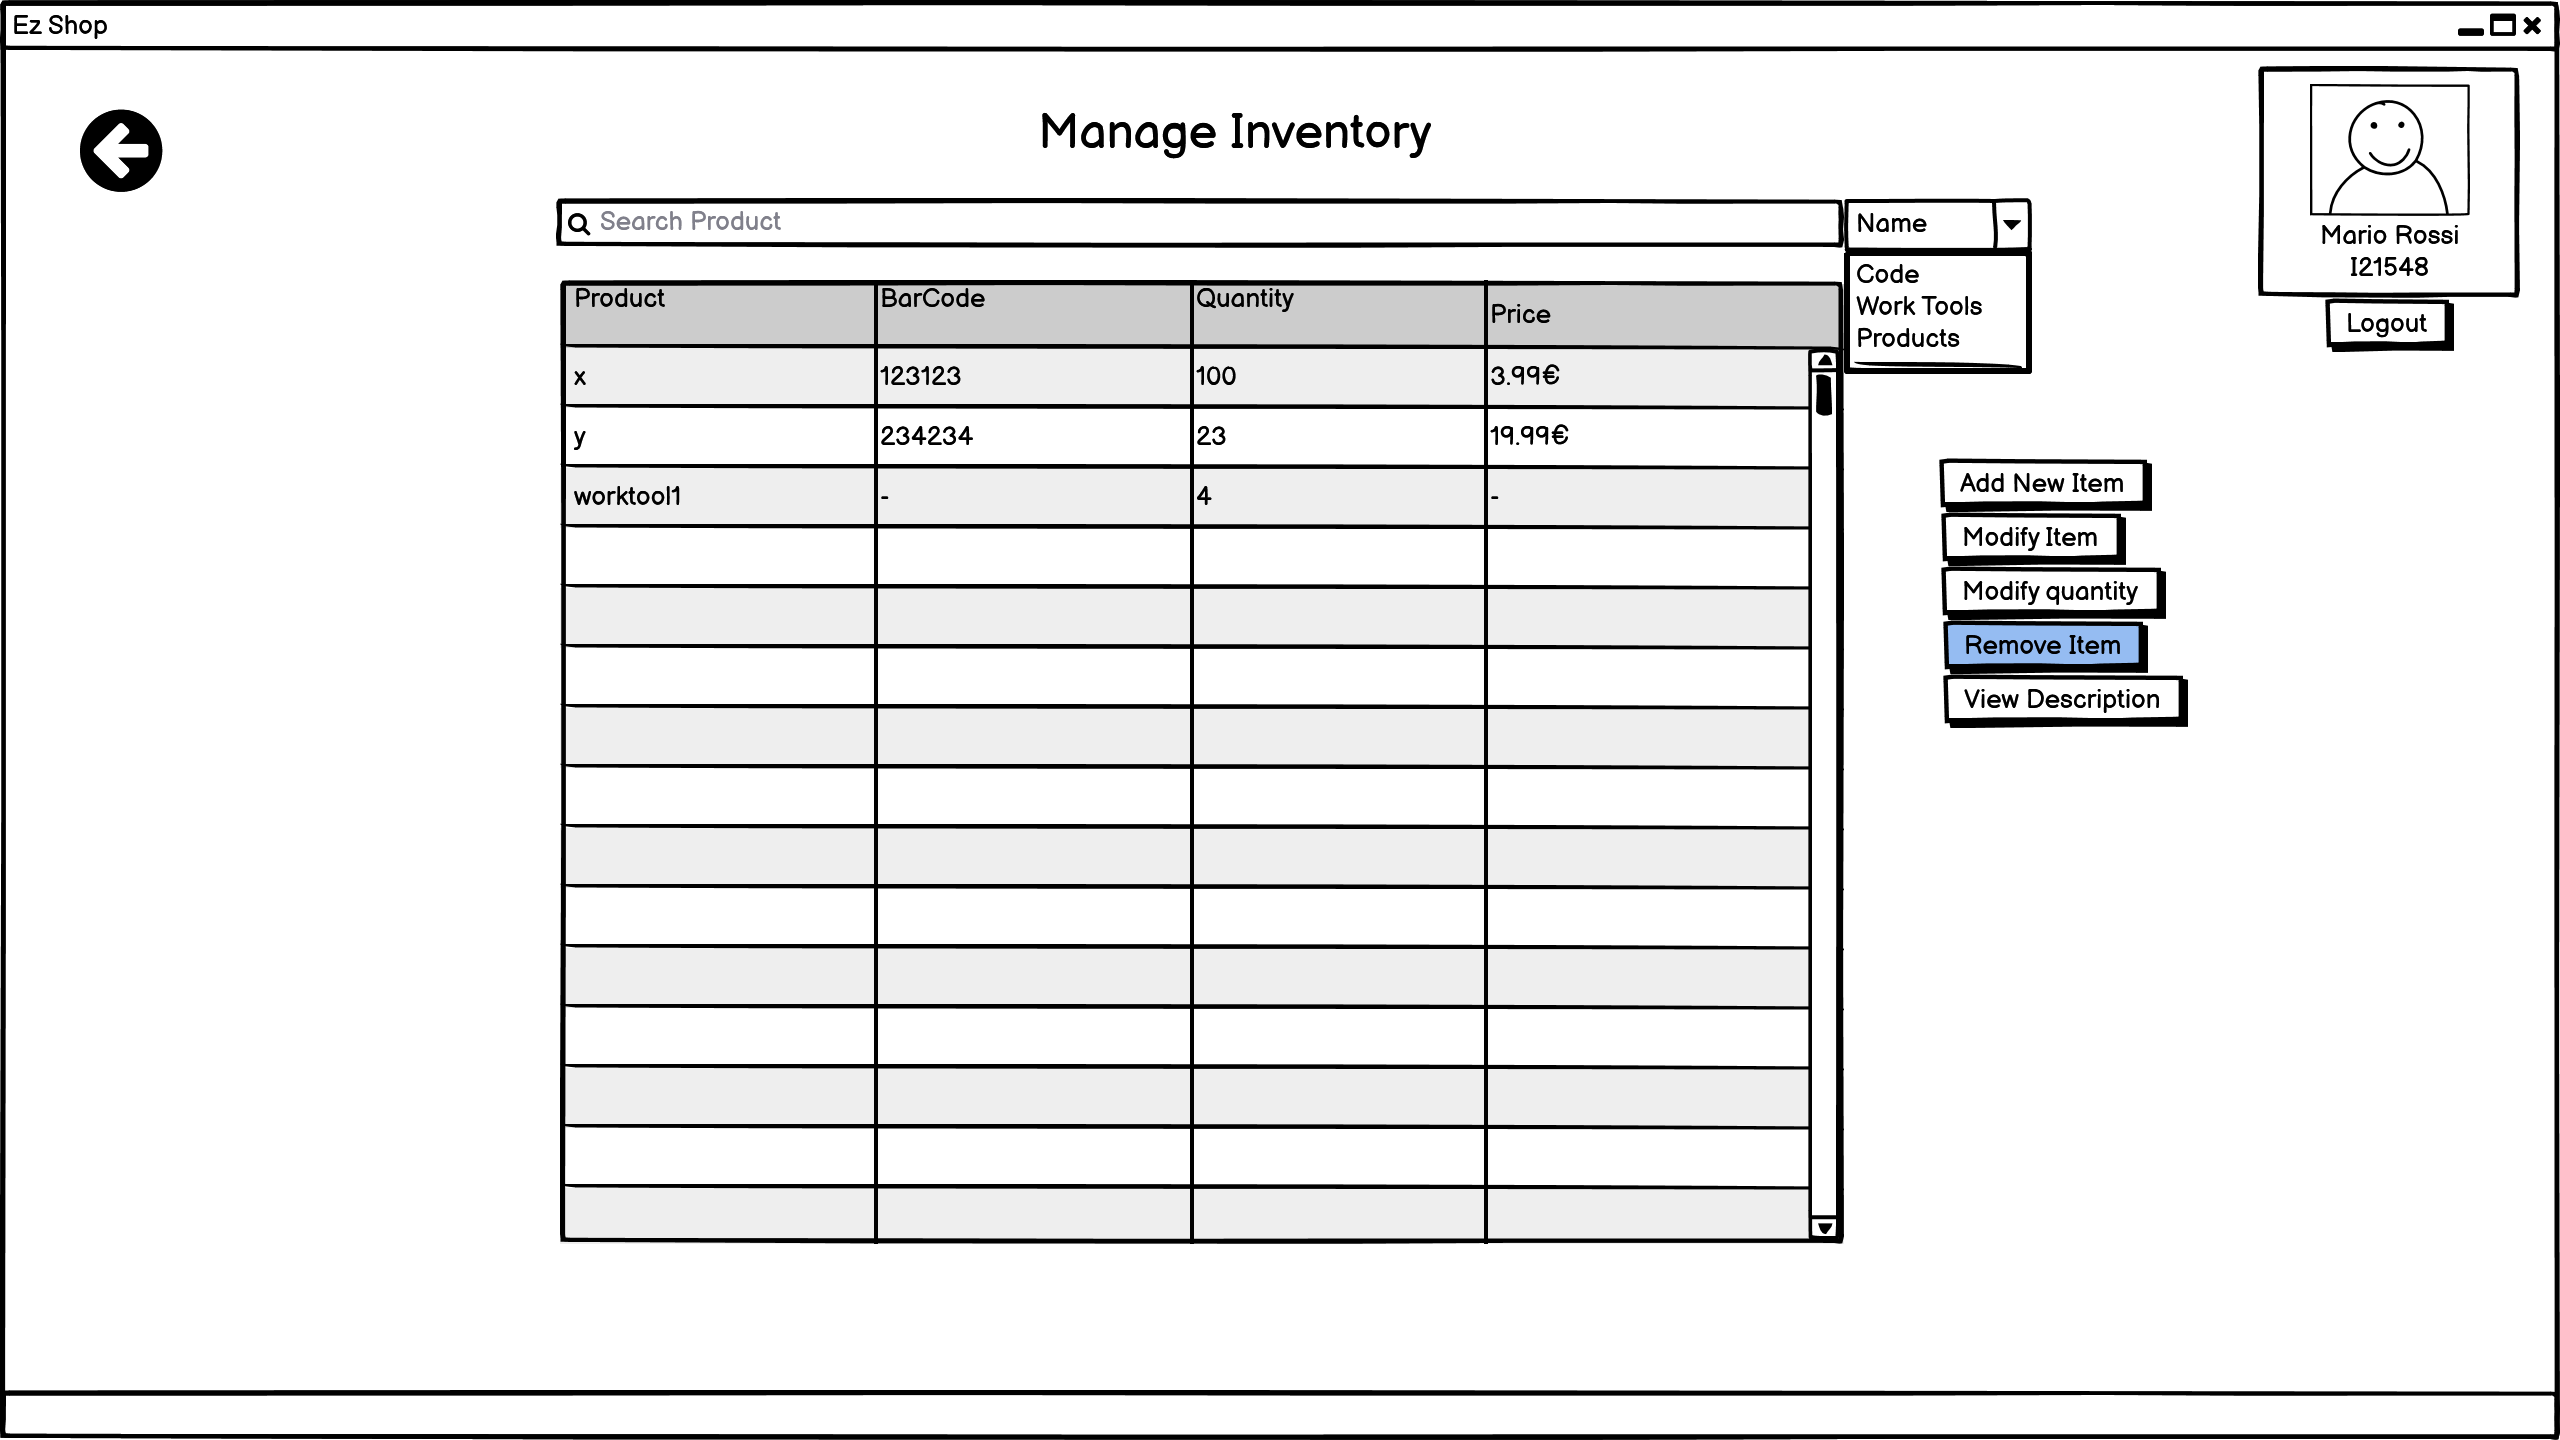 Ez Shop
Manage Inventory
Search Product
Name
Code
Work Tools
Products
Mario Rossi
I21548
Logout
Product BarCode Quantity Price
x 123123 100 3.99€
y 234234 23 19.99€
worktool1 - 4 -
Add New Item
Modify Item
Modify quantity
Remove Item
View Description